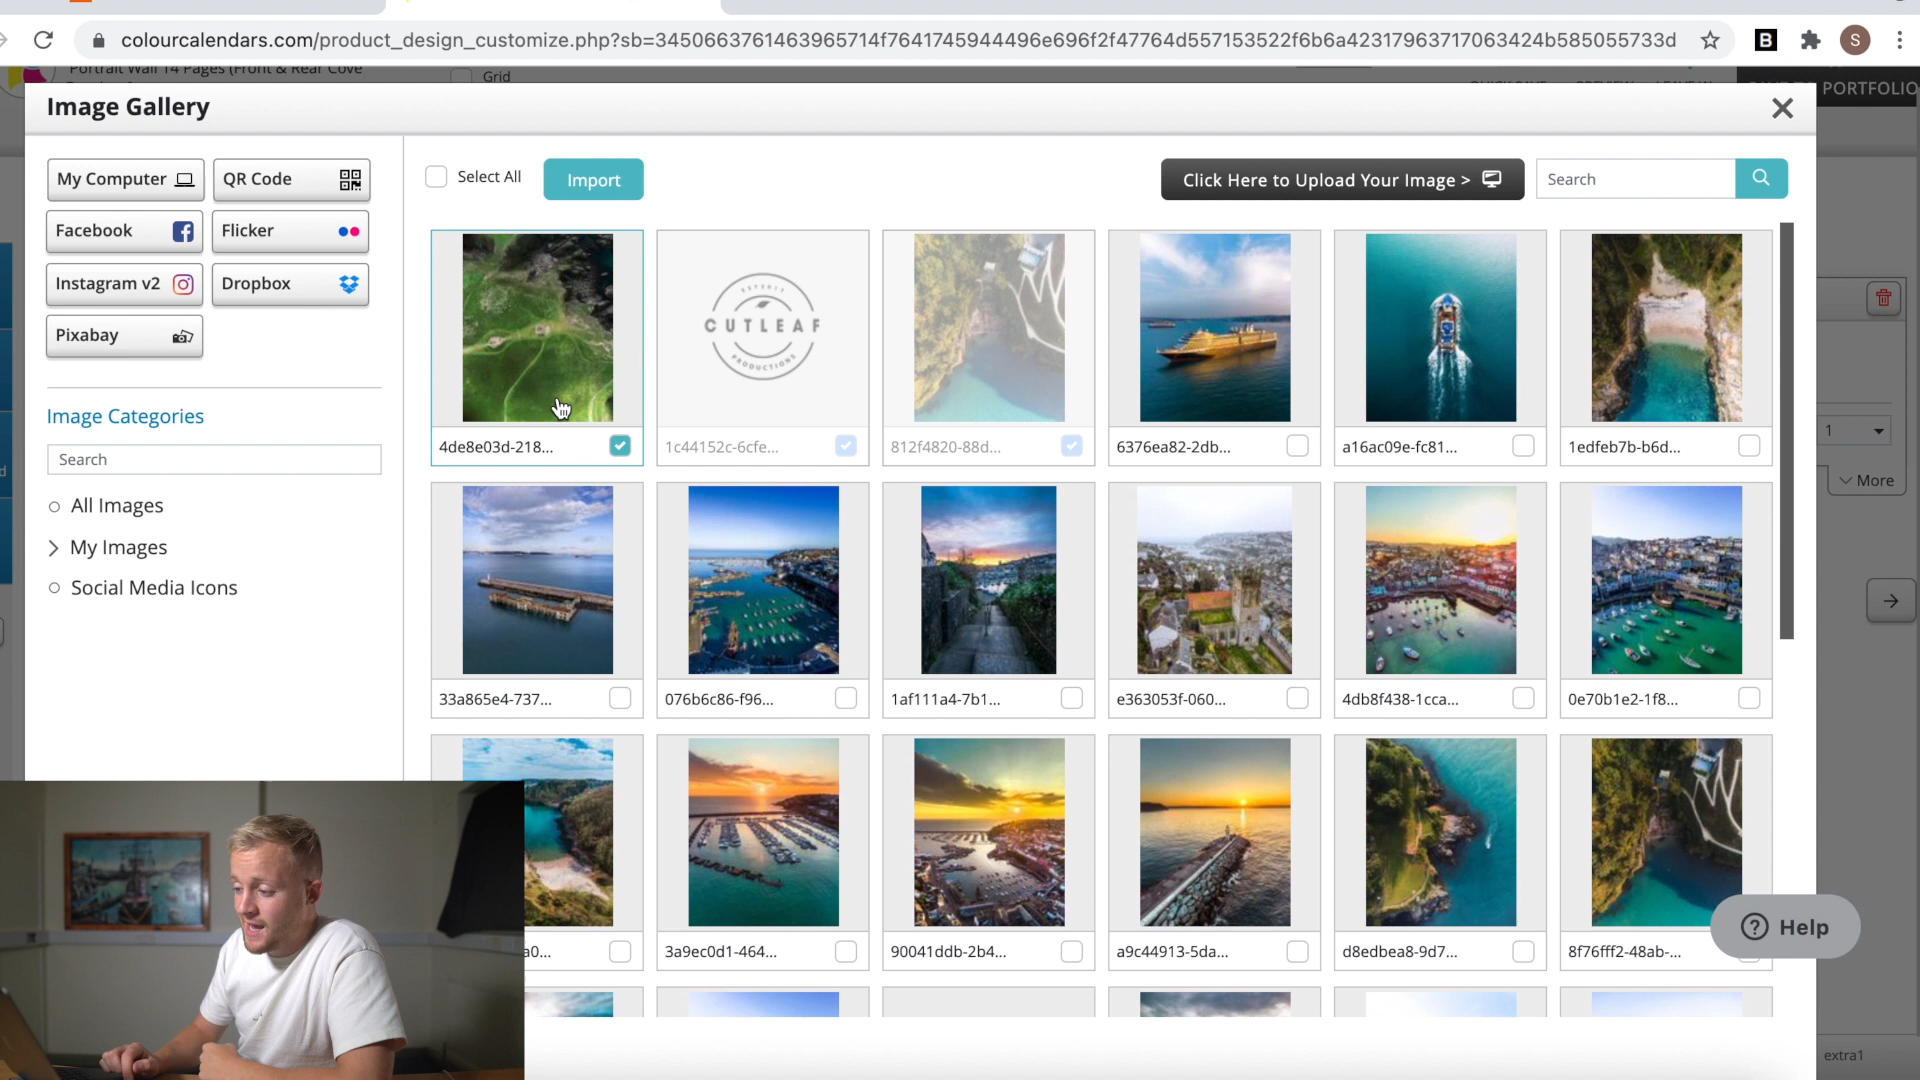 colourcalendars.com/product_design_customize.php?sb=3450663761463965714f7641745944496e696f2f47764d557153522f6b6a42317963717063424b585055733d
B
S
Portrait Wall 14 Pages (Front & Rear Cove
Grid
PORTFOLIO
Image Gallery
My Computer
QR Code
Select All
Import
Click Here to Upload Your Image >
Search
Facebook
Flicker
Instagram v2
Dropbox
Pixabay
CUTLEAF
PRODUCTIONS
Image Categories
Search
All Images
My Images
Social Media Icons
4de8e03d-218...
1c44152c-6cfe...
812f4820-88d...
6376ea82-2db...
a16ac09e-fc81...
1edfeb7b-b6d...
1
More
33a865e4-737...
076b6c86-f96...
1af111a4-7b1...
e363053f-060...
4db8f438-1cca...
0e70b1e2-1f8...
a0...
3a9ec0d1-464...
90041ddb-2b4...
a9c44913-5da...
d8edbea8-9d7...
8f76fff2-48ab-...
Help
extra1